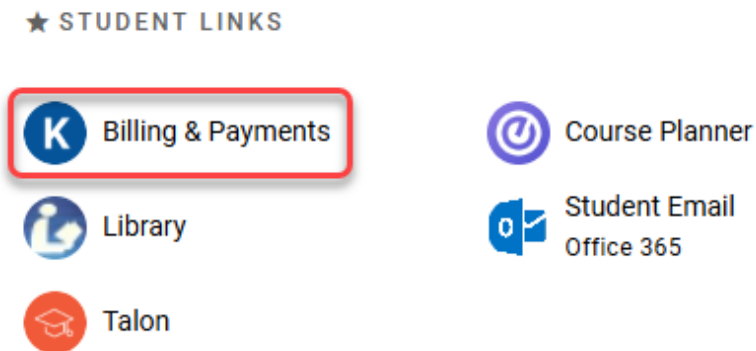 STUDENT LINKS
K Billing & Payments
Course Planner
Library
Student Email
Office 365
Talon